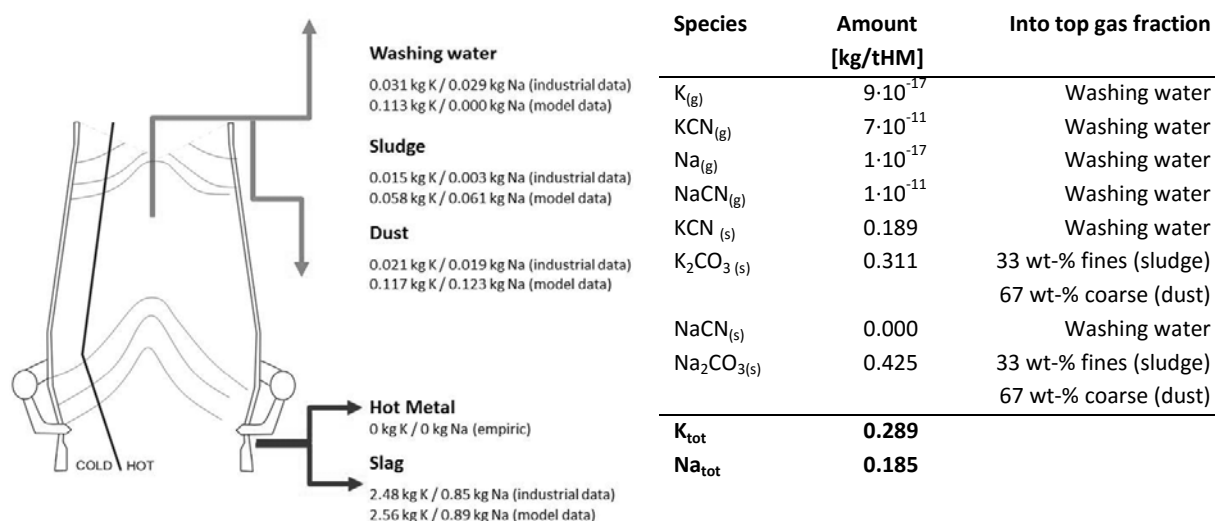 Washing water
0.031 kg K / 0.029 kg Na (industrial data)
0.113 kg K / 0.000 kg Na (model data)
Sludge
0.015 kg K / 0.003 kg Na (industrial data)
0.058 kg K / 0.061 kg Na (model data)
Dust
0.021 kg K / 0.019 kg Na (industrial data)
0.117 kg K / 0.123 kg Na (model data)
Hot Metal
0 kg K / 0 kg Na (empiric)
Slag
2.48 kg K / 0.85 kg Na (industrial data)
2.56 kg K / 0.89 kg Na (model data)
COLD HOT
Species Amount Into top gas fraction
[kg/tHM]
K(g) 9·10⁻¹⁷ Washing water
KCN(g) 7·10⁻¹¹ Washing water
Na(g) 1·10⁻¹⁷ Washing water
NaCN(g) 1·10⁻¹¹ Washing water
KCN (s) 0.189 Washing water
K₂CO₃ (s) 0.311 33 wt-% fines (sludge)
67 wt-% coarse (dust)
NaCN(s) 0.000 Washing water
Na₂CO₃(s) 0.425 33 wt-% fines (sludge)
67 wt-% coarse (dust)
Ktot 0.289
Natot 0.185